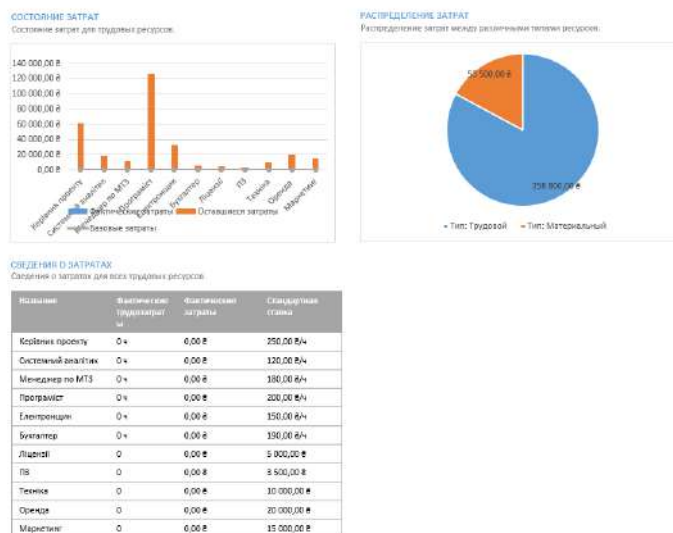 СОСТОЯНИЕ ЗАТРАТ
Состояние затрат для трудовых ресурсов.
140 000,00 ₴
120 000,00 ₴
100 000,00 ₴
80 000,00 ₴
60 000,00 ₴
40 000,00 ₴
20 000,00 ₴
0,00 ₴
Керівник проекту
Системний аналітик
Менеджер по МТЗ
Програміст
Електронщик
Бухгалтер
Ліцензії
ПЗ
Техніка
Оренда
Маркетинг
Фактические затраты
Оставшиеся затраты
Базовые затраты
РАСПРЕДЕЛЕНИЕ ЗАТРАТ
Распределение затрат между различными типами ресурсов.
500,00 ₴
800,00 ₴
Тип: Трудовой
Тип: Материальный
СВЕДЕНИЯ О ЗАТРАТАХ
Сведения о затратах для всех трудовых ресурсов.
Название Фактические трудозатраты Фактические затраты Стандартная ставка
Керівник проекту 0 ч 0,00 ₴ 250,00 ₴/ч
Системний аналітик 0 ч 0,00 ₴ 120,00 ₴/ч
Менеджер по МТЗ 0 ч 0,00 ₴ 180,00 ₴/ч
Програміст 0 ч 0,00 ₴ 200,00 ₴/ч
Електронщик 0 ч 0,00 ₴ 150,00 ₴/ч
Бухгалтер 0 ч 0,00 ₴ 190,00 ₴/ч
Ліцензії 0 0,00 ₴ 5 000,00 ₴
ПЗ 0 0,00 ₴ 3 500,00 ₴
Техніка 0 0,00 ₴ 10 000,00 ₴
Оренда 0 0,00 ₴ 20 000,00 ₴
Маркетинг 0 0,00 ₴ 15 000,00 ₴